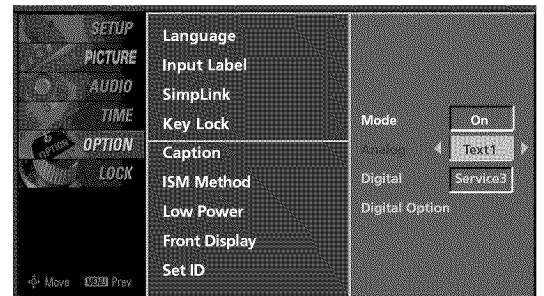 SETUP
PICTURE
AUDIO
TIME
OPTION
LOCK
Move MENU Prev
Language
Input Label
SimpLink
Key Lock
Caption
ISM Method
Low Power
Front Display
Set ID
Mode On
Analog Text1
Digital Service3
Digital Option